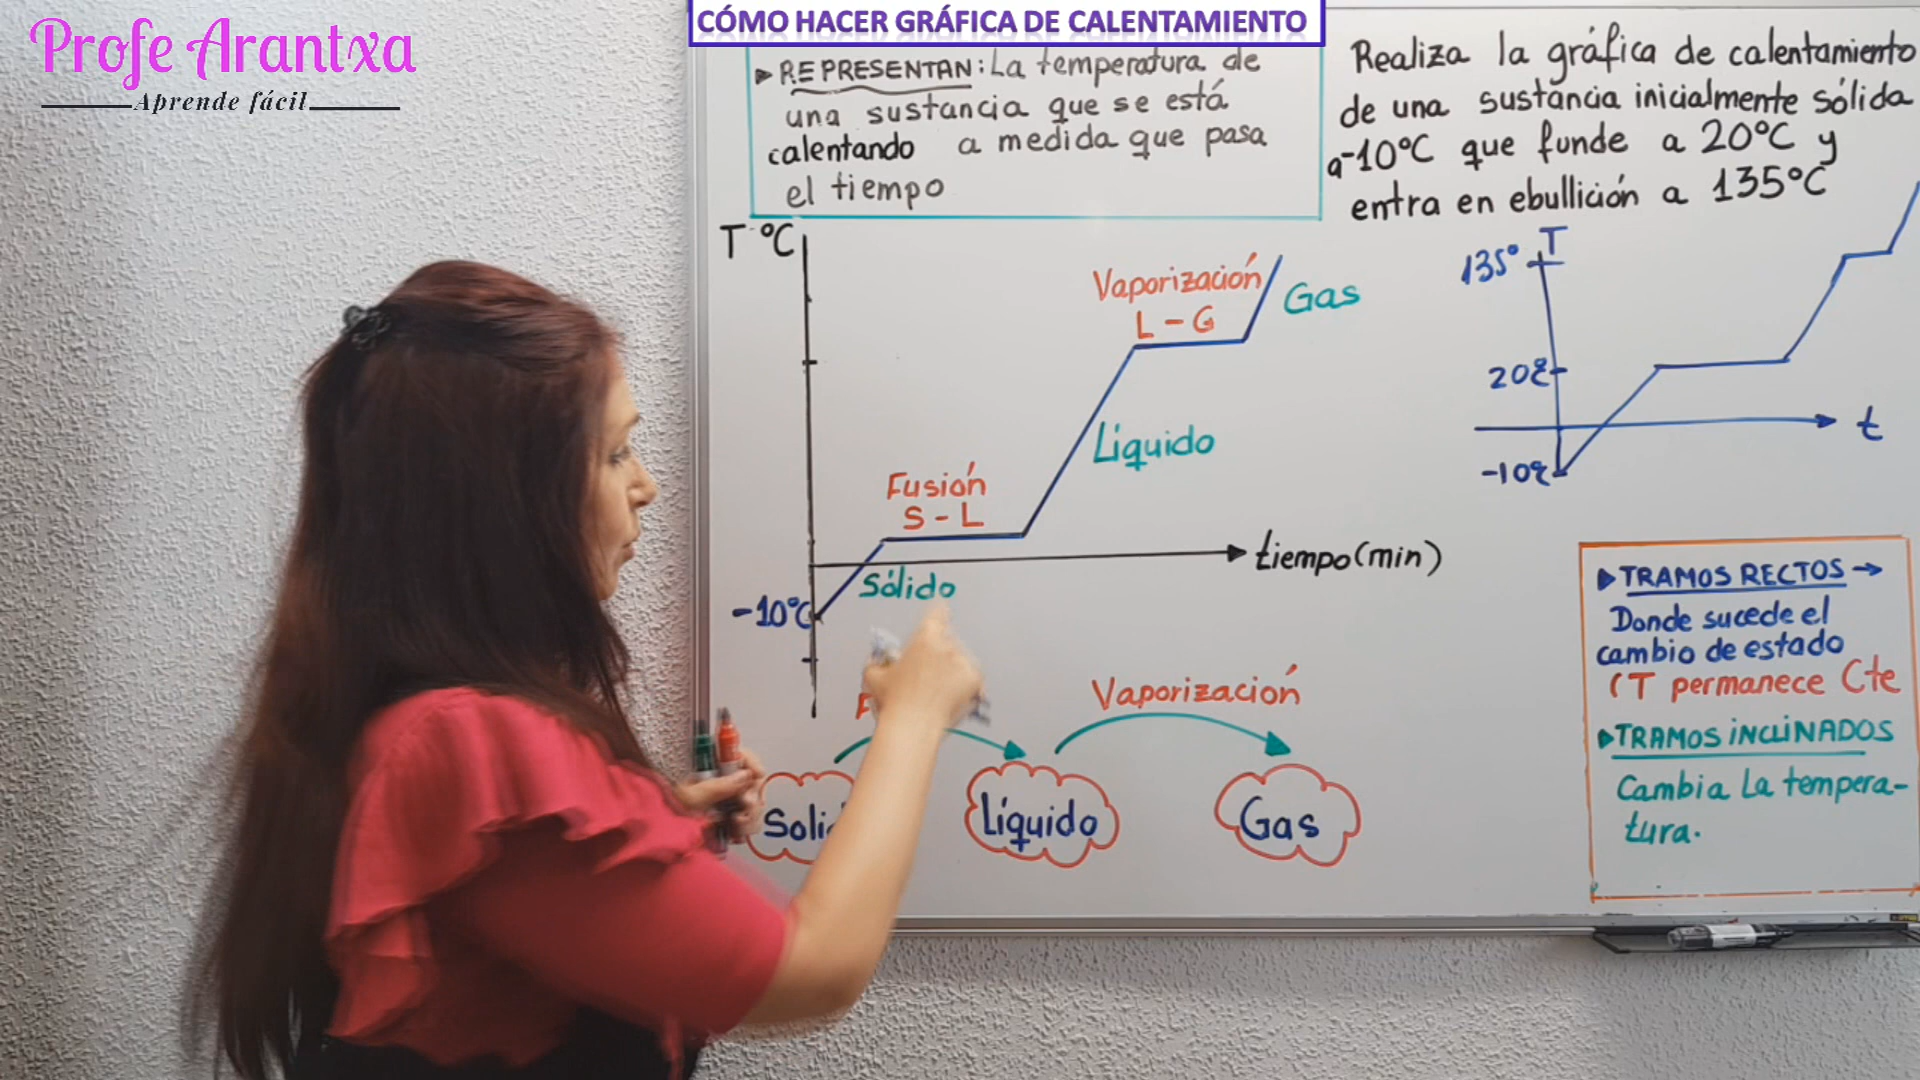 Profe Arantxa
Aprende fácil
CÓMO HACER GRÁFICA DE CALENTAMIENTO
▸REPRESENTAN: La temperatura de
una sustancia que se está
calentando a medida que pasa
el tiempo
Realiza la gráfica de calentamiento
de una sustancia inicialmente sólida
a -10°C que funde a 20°C y
entra en ebullición a 135°C
T °C
Vaporización
L - G
Gas
Líquido
Fusión
S - L
tiempo (min)
Sólido
-10°C
T
135°
20º
t
-10º
▸TRAMOS RECTOS →
Donde sucede el
cambio de estado
(T permanece Cte
▸TRAMOS INCLINADOS
Cambia La tempera-
tura.
Vaporización
Líquido
Gas